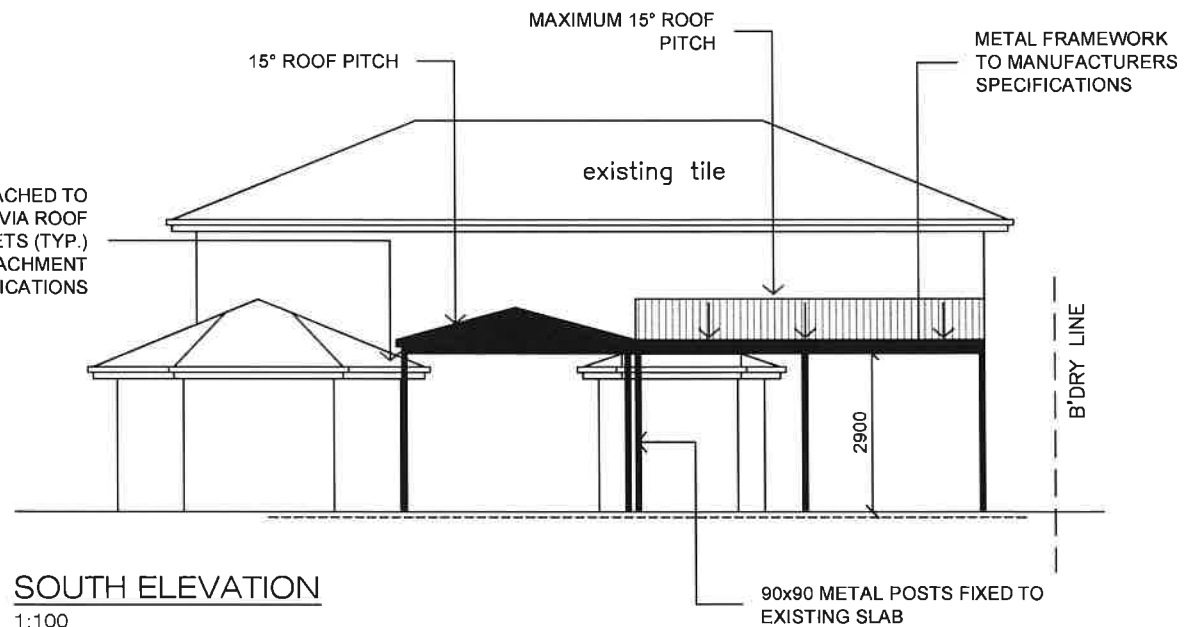 MAXIMUM 15° ROOF
PITCH
15° ROOF PITCH
METAL FRAMEWORK
TO MANUFACTURERS
SPECIFICATIONS
existing tile
ACHED TO
VIA ROOF
ETS (TYP.)
ACHMENT
ICATIONS
B'DRY LINE
2900
SOUTH ELEVATION
1:100
90x90 METAL POSTS FIXED TO
EXISTING SLAB